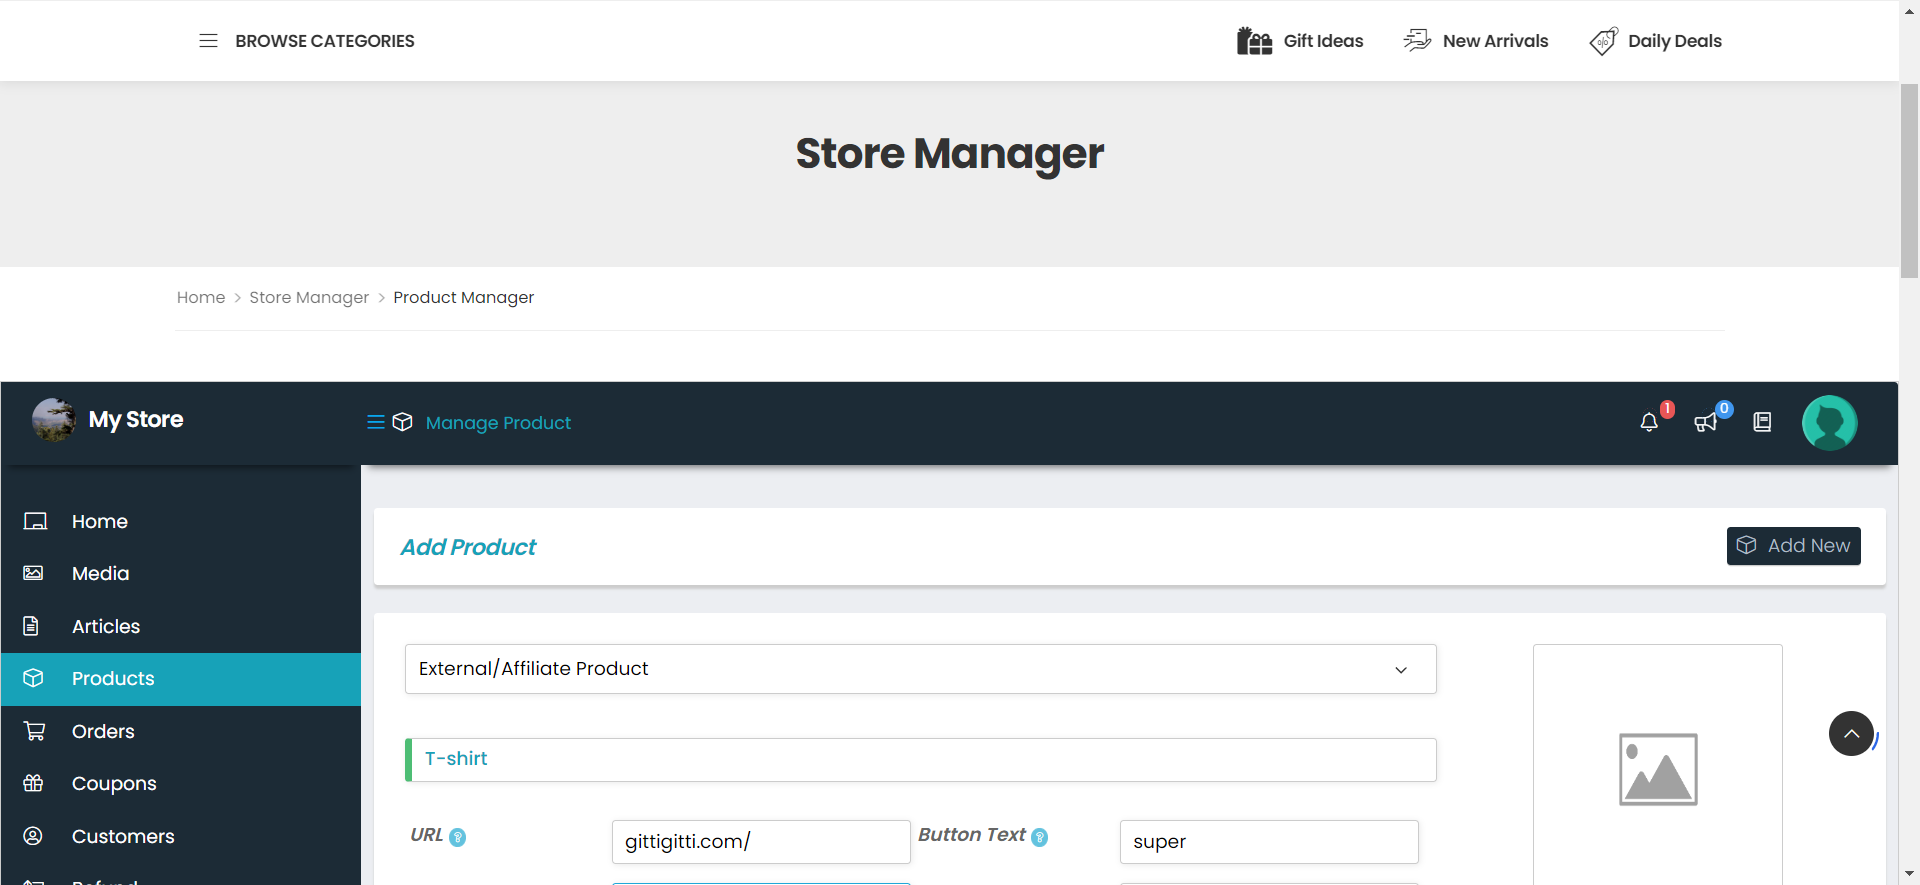 BROWSE CATEGORIES
Gift Ideas
New Arrivals
Daily Deals
Store Manager
Home > Store Manager > Product Manager
My Store
Manage Product
1
0
Home
Media
Articles
Products
Orders
Coupons
Customers
Refund
Add Product
Add New
External/Affiliate Product
T-shirt
URL ?
gittigitti.com/
Button Text ?
super